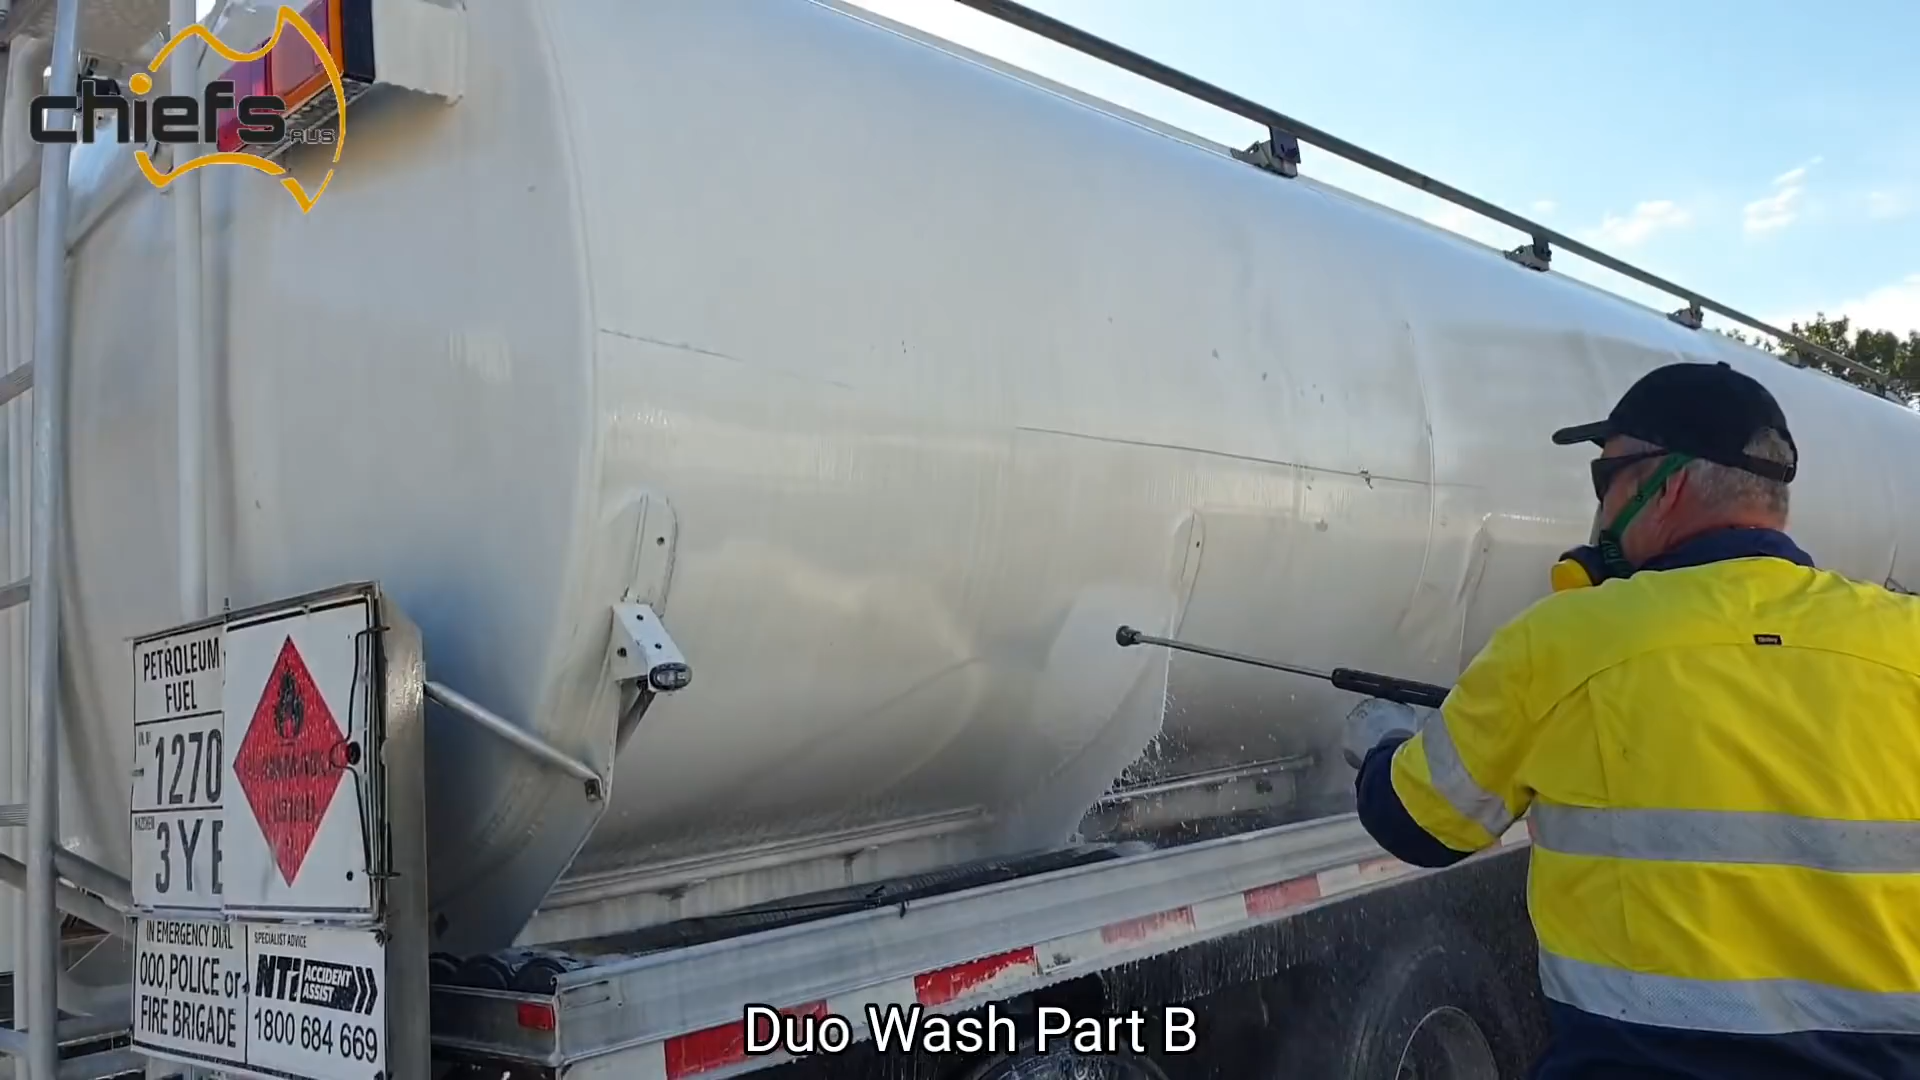 chiefs
AUS
PETROLEUM
FUEL
1270
HAZCHEM
3YE
IN EMERGENCY DIAL
000, POLICE or
FIRE BRIGADE
SPECIALIST ADVICE
NTI ACCIDENT
ASSIST
1800 684 669
Duo Wash Part B